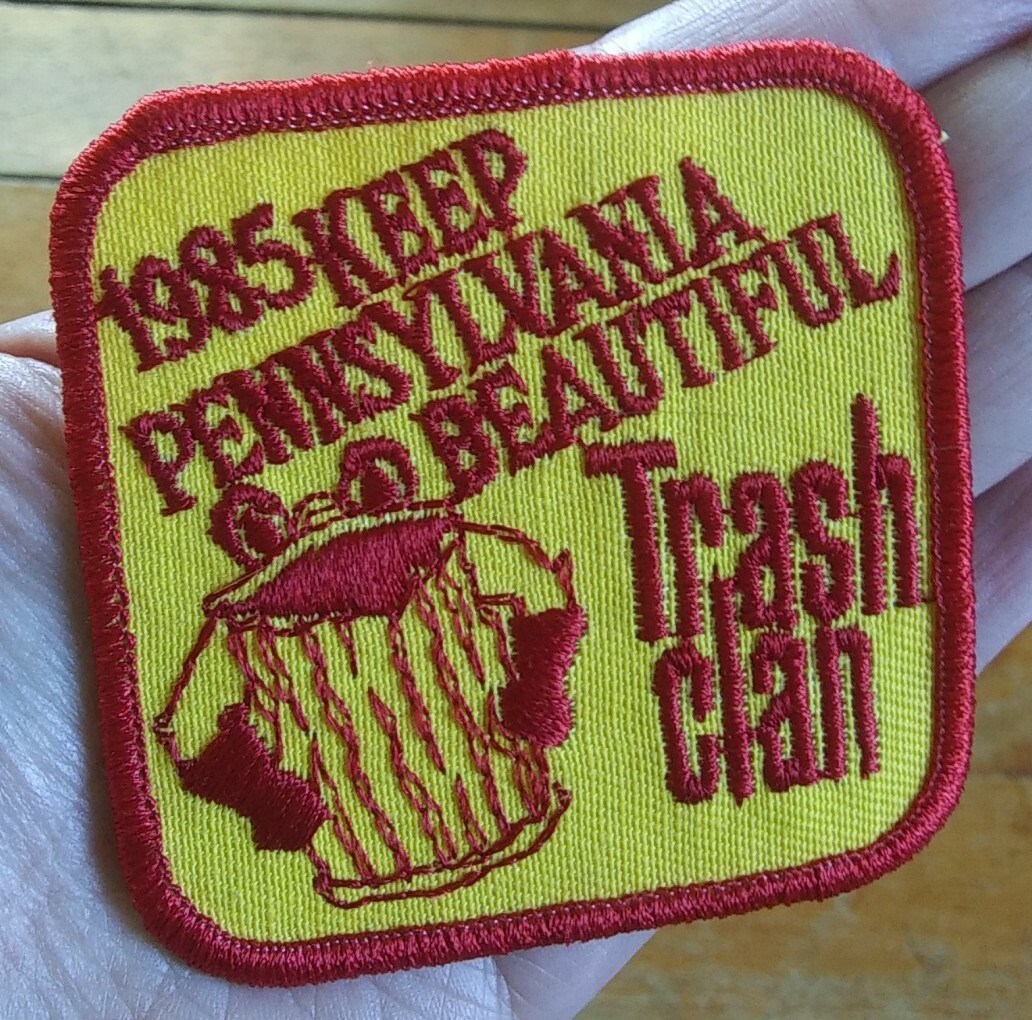 1985 KEEP
PENNSYLVANIA
BEAUTIFUL
Trash
clan